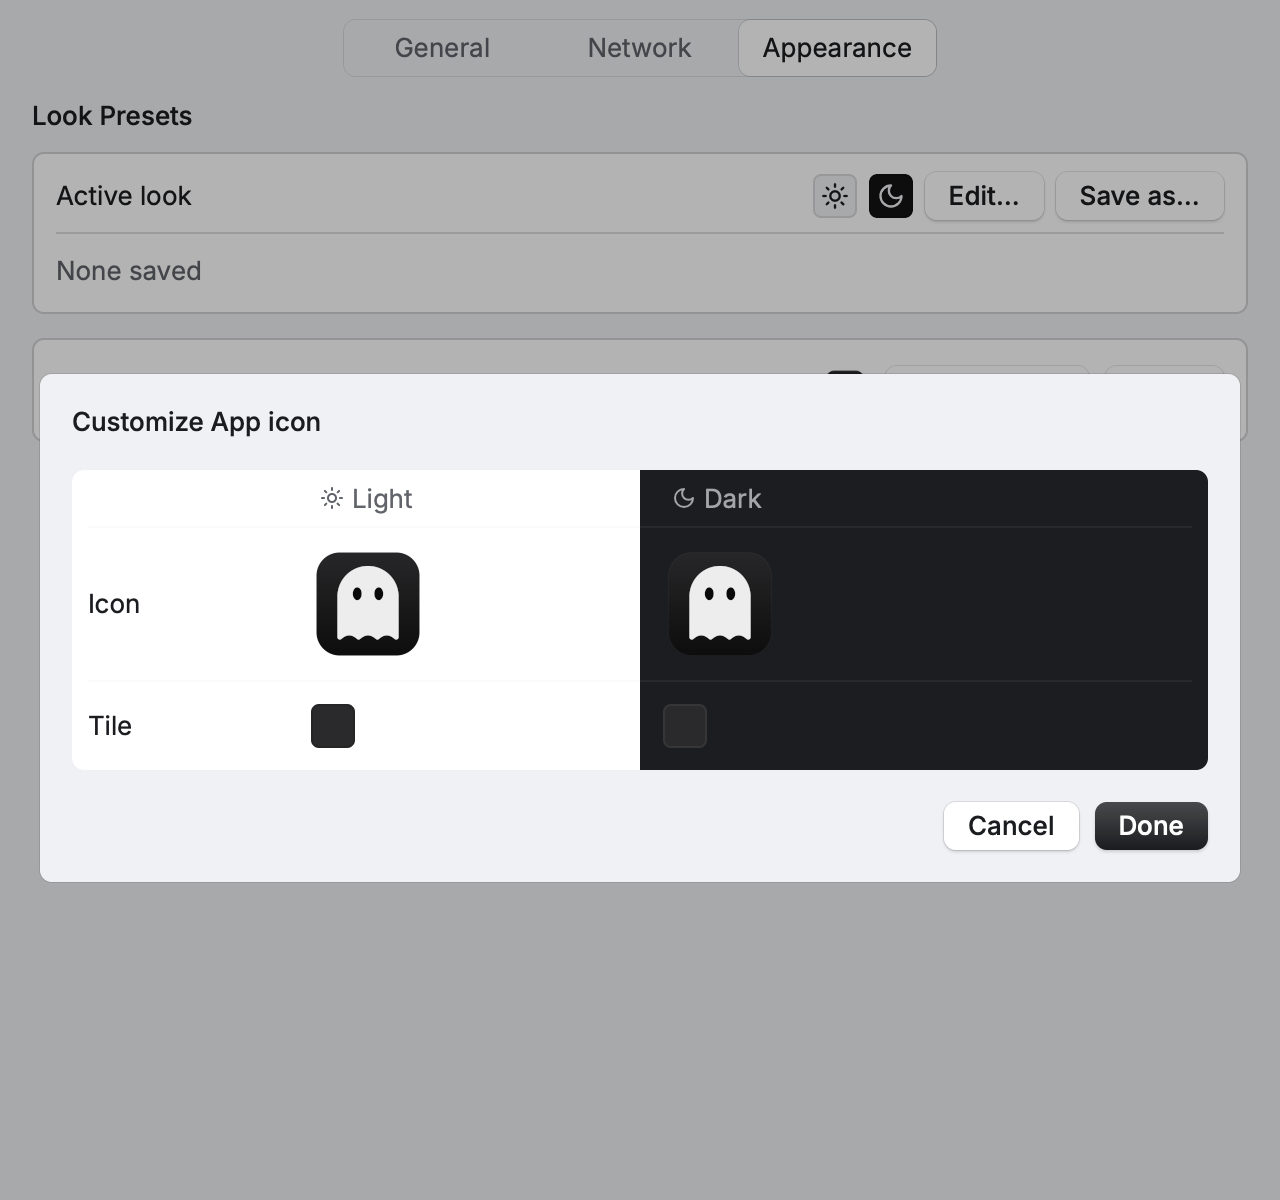 General
Network
Appearance
Look Presets
Active look
Edit...
Save as...
None saved
Customize App icon
Light
Dark
Icon
Tile
Cancel
Done